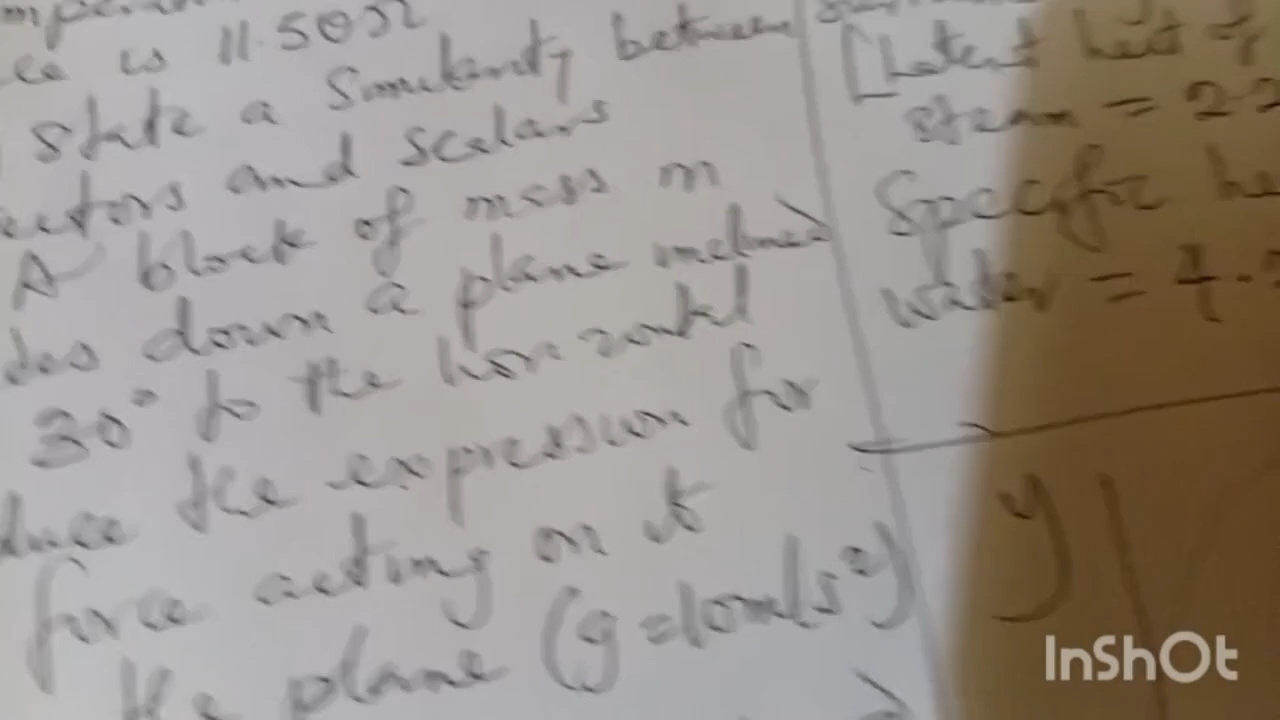 is 11.50Ω
state a Similarity between
ectors and scalars
A block of mass m
des down a plane inclined
30° to the horizontal
duce the expression for
force acting on it
the plane (g=10m/s²)
[Latent heat of
steam = 2.2
Specific he
water = 4.
y
InShOt